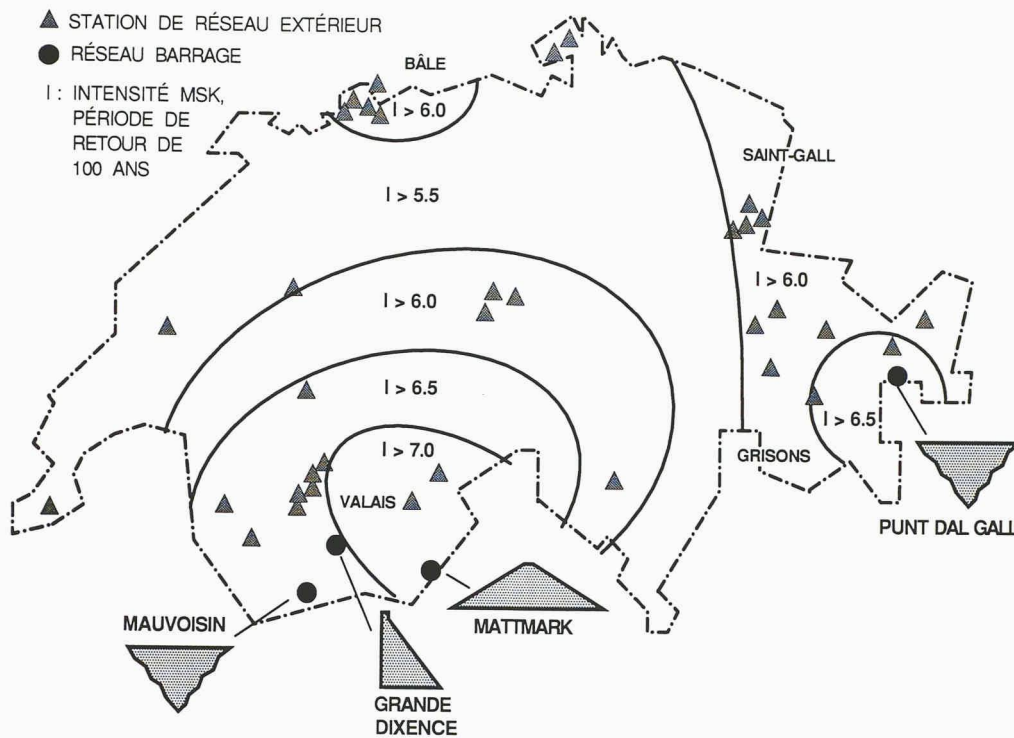 STATION DE RÉSEAU EXTÉRIEUR
RÉSEAU BARRAGE
I : INTENSITÉ MSK,
PÉRIODE DE
RETOUR DE
100 ANS
BÂLE
I > 6.0
SAINT-GALL
I > 5.5
I > 6.0
I > 6.0
I > 6.5
I > 6.5
I > 7.0
GRISONS
VALAIS
PUNT DAL GALL
MAUVOISIN
MATTMARK
GRANDE
DIXENCE